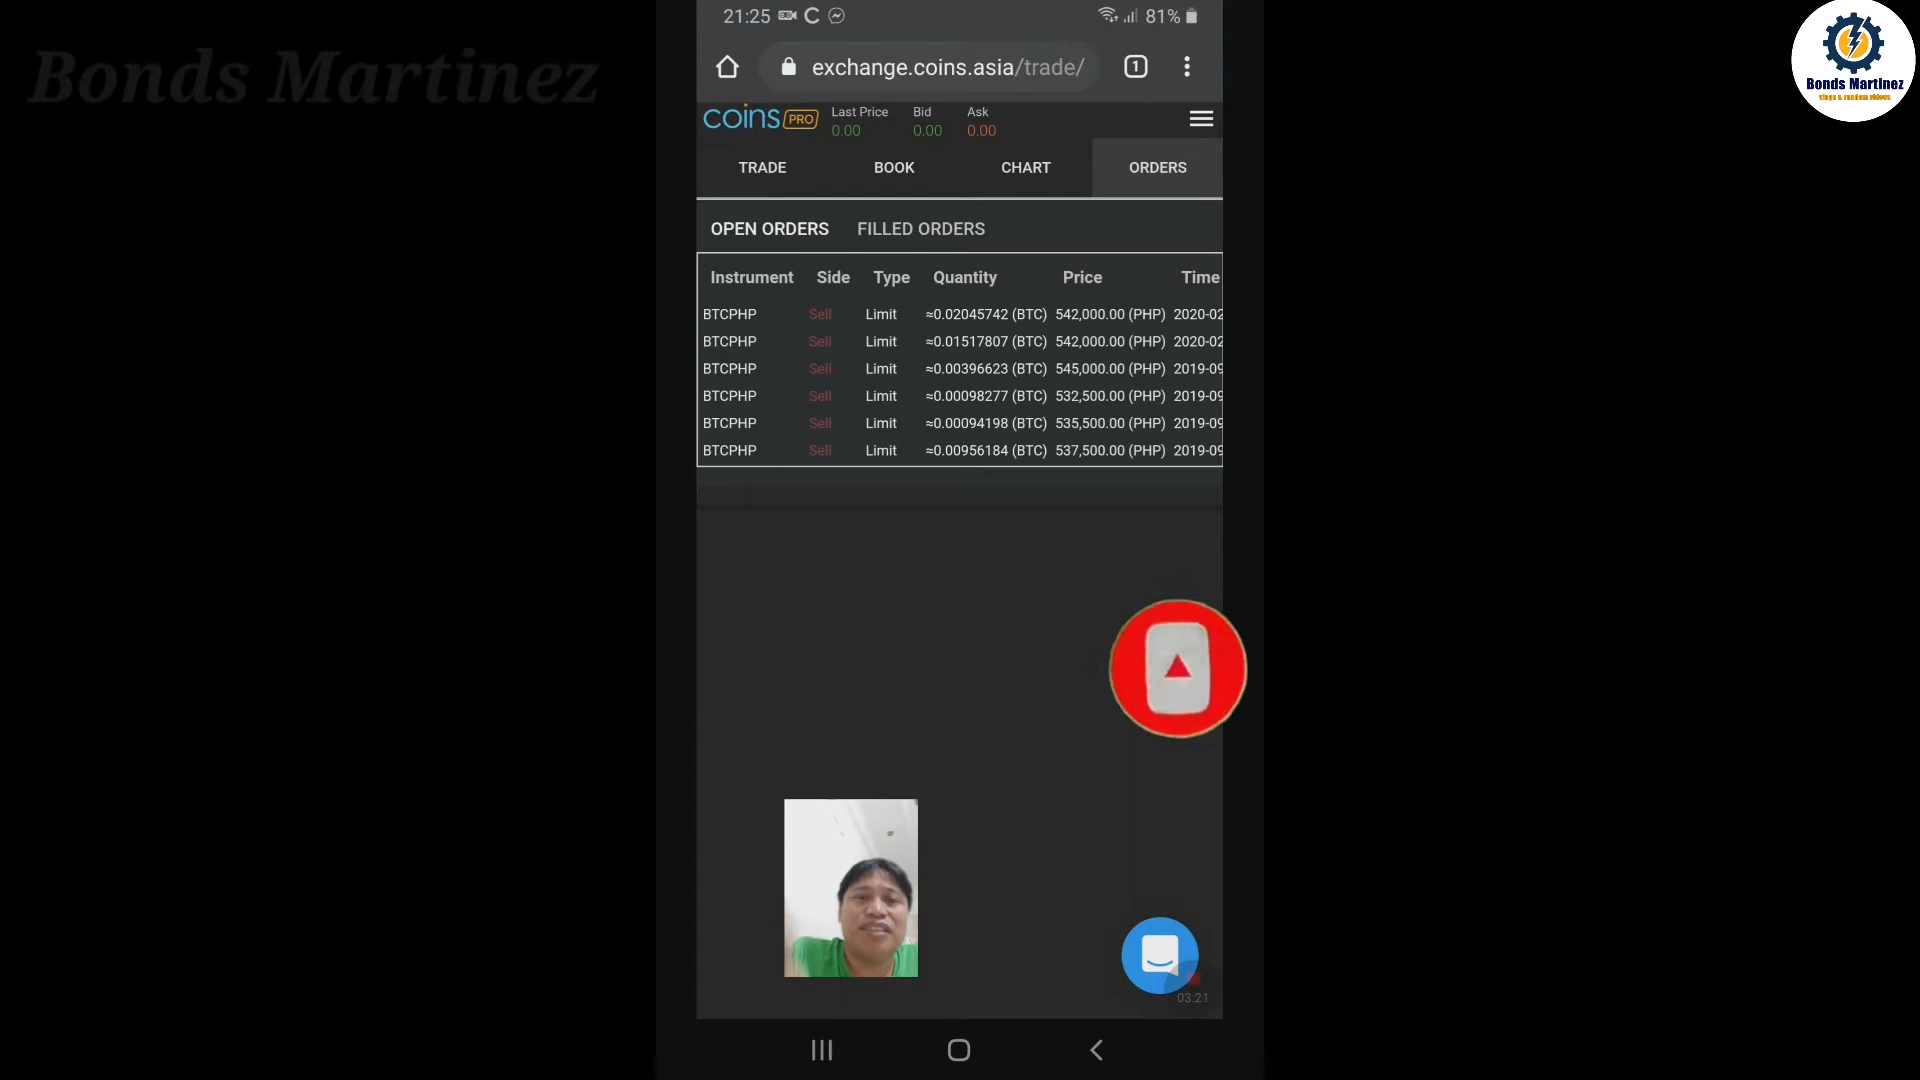 Bonds Martinez
21:25 81%
exchange.coins.asia/trade/ 1
coins PRO
Last Price Bid Ask
0.00 0.00 0.00
TRADE BOOK CHART ORDERS
OPEN ORDERS FILLED ORDERS
Instrument Side Type Quantity Price Time
BTCPHP Sell Limit ≈0.02045742 (BTC) 542,000.00 (PHP) 2020-02
BTCPHP Sell Limit ≈0.01517807 (BTC) 542,000.00 (PHP) 2020-02
BTCPHP Sell Limit ≈0.00396623 (BTC) 545,000.00 (PHP) 2019-09
BTCPHP Sell Limit ≈0.00098277 (BTC) 532,500.00 (PHP) 2019-09
BTCPHP Sell Limit ≈0.00094198 (BTC) 535,500.00 (PHP) 2019-09
BTCPHP Sell Limit ≈0.00956184 (BTC) 537,500.00 (PHP) 2019-09
03:21
Bonds Martinez
vlogs & random videos